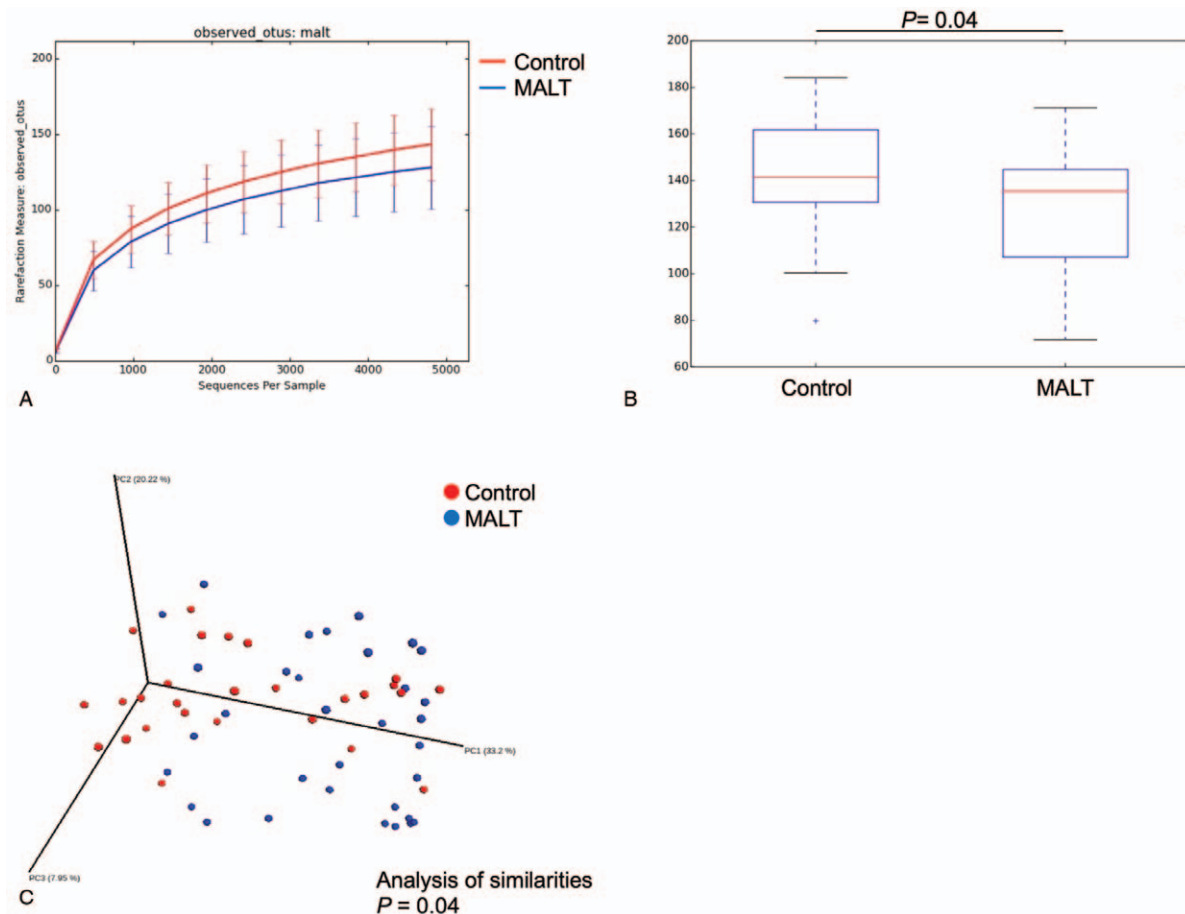 observed_otus: malt
200
150
100
50
0
Rarefaction Measure: observed_otus
0 1000 2000 3000 4000 5000
Sequences Per Sample
Control
MALT
A
P= 0.04
200
180
160
140
120
100
80
60
Control MALT
B
PC2 (20.22 %)
Control
MALT
PC1 (33.2 %)
PC3 (7.95 %)
C
Analysis of similarities
P = 0.04